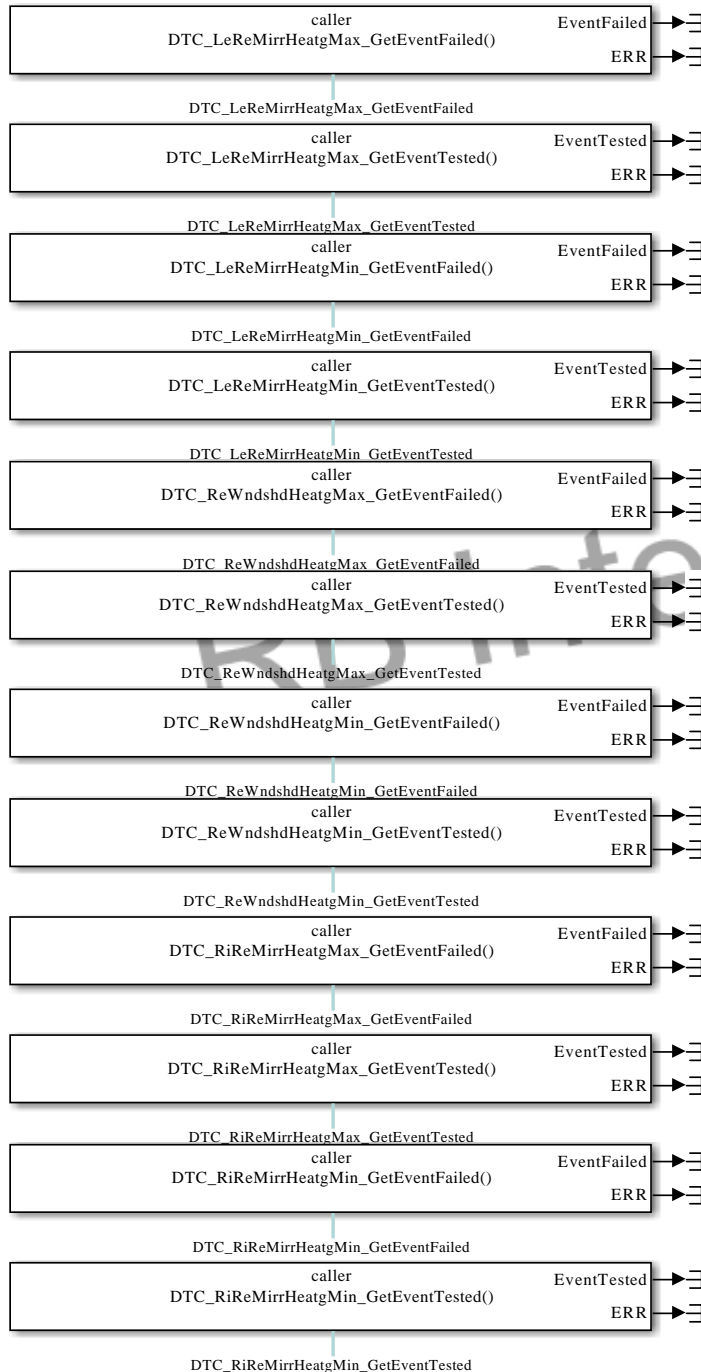 caller
EventFailed
DTC_LeReMirrHeatgMax_GetEventFailed()
ERR
DTC_LeReMirrHeatgMax_GetEventFailed
caller
EventTested
DTC_LeReMirrHeatgMax_GetEventTested()
ERR
DTC_LeReMirrHeatgMax_GetEventTested
caller
EventFailed
DTC_LeReMirrHeatgMin_GetEventFailed()
ERR
DTC_LeReMirrHeatgMin_GetEventFailed
caller
EventTested
DTC_LeReMirrHeatgMin_GetEventTested()
ERR
DTC_LeReMirrHeatgMin_GetEventTested
caller
EventFailed
DTC_ReWndshdHeatgMax_GetEventFailed()
ERR
DTC_ReWndshdHeatgMax_GetEventFailed
caller
EventTested
DTC_ReWndshdHeatgMax_GetEventTested()
ERR
DTC_ReWndshdHeatgMax_GetEventTested
caller
EventFailed
DTC_ReWndshdHeatgMin_GetEventFailed()
ERR
DTC_ReWndshdHeatgMin_GetEventFailed
caller
EventTested
DTC_ReWndshdHeatgMin_GetEventTested()
ERR
DTC_ReWndshdHeatgMin_GetEventTested
caller
EventFailed
DTC_RiReMirrHeatgMax_GetEventFailed()
ERR
DTC_RiReMirrHeatgMax_GetEventFailed
caller
EventTested
DTC_RiReMirrHeatgMax_GetEventTested()
ERR
DTC_RiReMirrHeatgMax_GetEventTested
caller
EventFailed
DTC_RiReMirrHeatgMin_GetEventFailed()
ERR
DTC_RiReMirrHeatgMin_GetEventFailed
caller
EventTested
DTC_RiReMirrHeatgMin_GetEventTested()
ERR
DTC_RiReMirrHeatgMin_GetEventTested